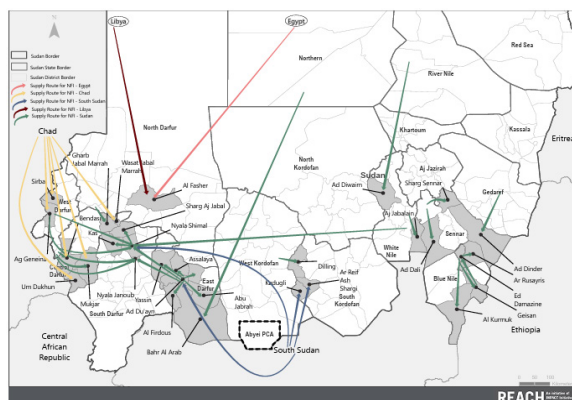 Libya
Egypt
N
Sudan Border
Sudan State Border
Sudan District Border
Supply Route for NFI - Egypt
Supply Route for NFI - Chad
Supply Route for NFI - South Sudan
Supply Route for NFI - Libya
Supply Route for NFI - Sudan
Chad
Northern
Red Sea
River Nile
North Darfur
Khartoum
Kassala
Eritrea
Gharb
Jabal Marrah
Wasat Jabal
Marrah
North
Kordofan
Al Fasher
Sudan
Aj Jazirah
Sharg Sennar
Sirba
West
Darfur
Sharg Aj Jabal
Ad Diwaim
Gedaref
Bendasi
Nyala Shimal
Aj Jabalain
Kas
White
Nile
Sennar
Ag Geneina
Assalaya
West Kordofan
Dilling
Ad Dali
Ad Dinder
Central
Darfur
East
Darfur
Kadugli
Ar Reif
Ash
Shargi
South
Kordofan
Blue Nile
Ar Rusayris
Um Dukhun
Nyala Janoub
Yassin
Ed
Damazine
Mukjar
South Darfur
Ad Du'ayn
Abu
Jabrah
Geisan
Al Firdous
Al Kurmuk
Ethiopia
Central
African
Republic
Bahr Al Arab
Abyei PCA
South Sudan
REACH